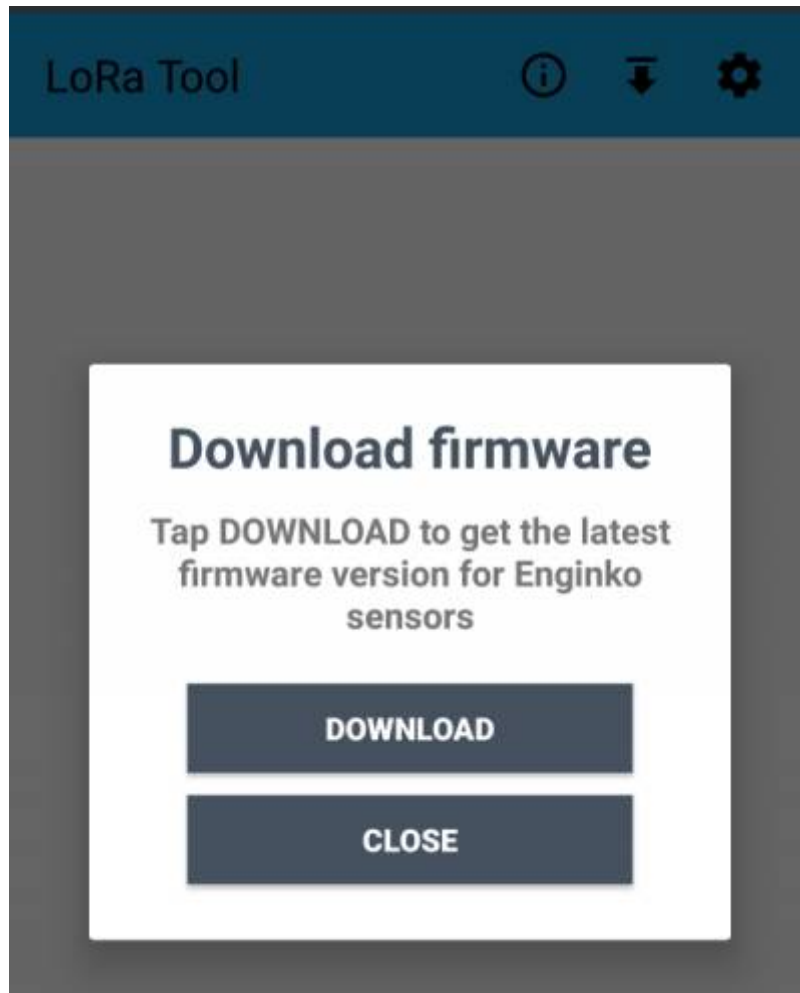 LoRa Tool
Download firmware
Tap DOWNLOAD to get the latest
firmware version for Enginko
sensors
DOWNLOAD
CLOSE